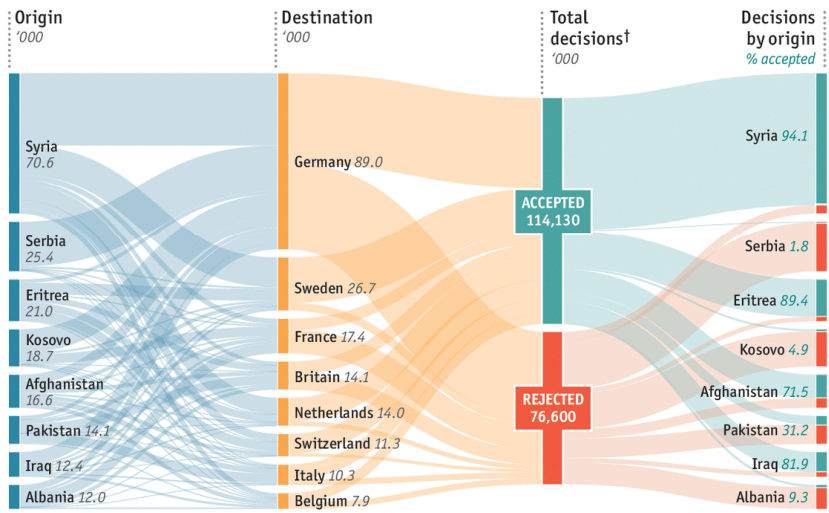 Origin
‘000
Destination
‘000
Total
decisions†
‘000
Decisions
by origin
% accepted
Syria
70.6
Serbia
25.4
Eritrea
21.0
Kosovo
18.7
Afghanistan
16.6
Pakistan 14.1
Iraq 12.4
Albania 12.0
Germany 89.0
Sweden 26.7
France 17.4
Britain 14.1
Netherlands 14.0
Switzerland 11.3
Italy 10.3
Belgium 7.9
ACCEPTED
114,130
REJECTED
76,600
Syria 94.1
Serbia 1.8
Eritrea 89.4
Kosovo 4.9
Afghanistan 71.5
Pakistan 31.2
Iraq 81.9
Albania 9.3